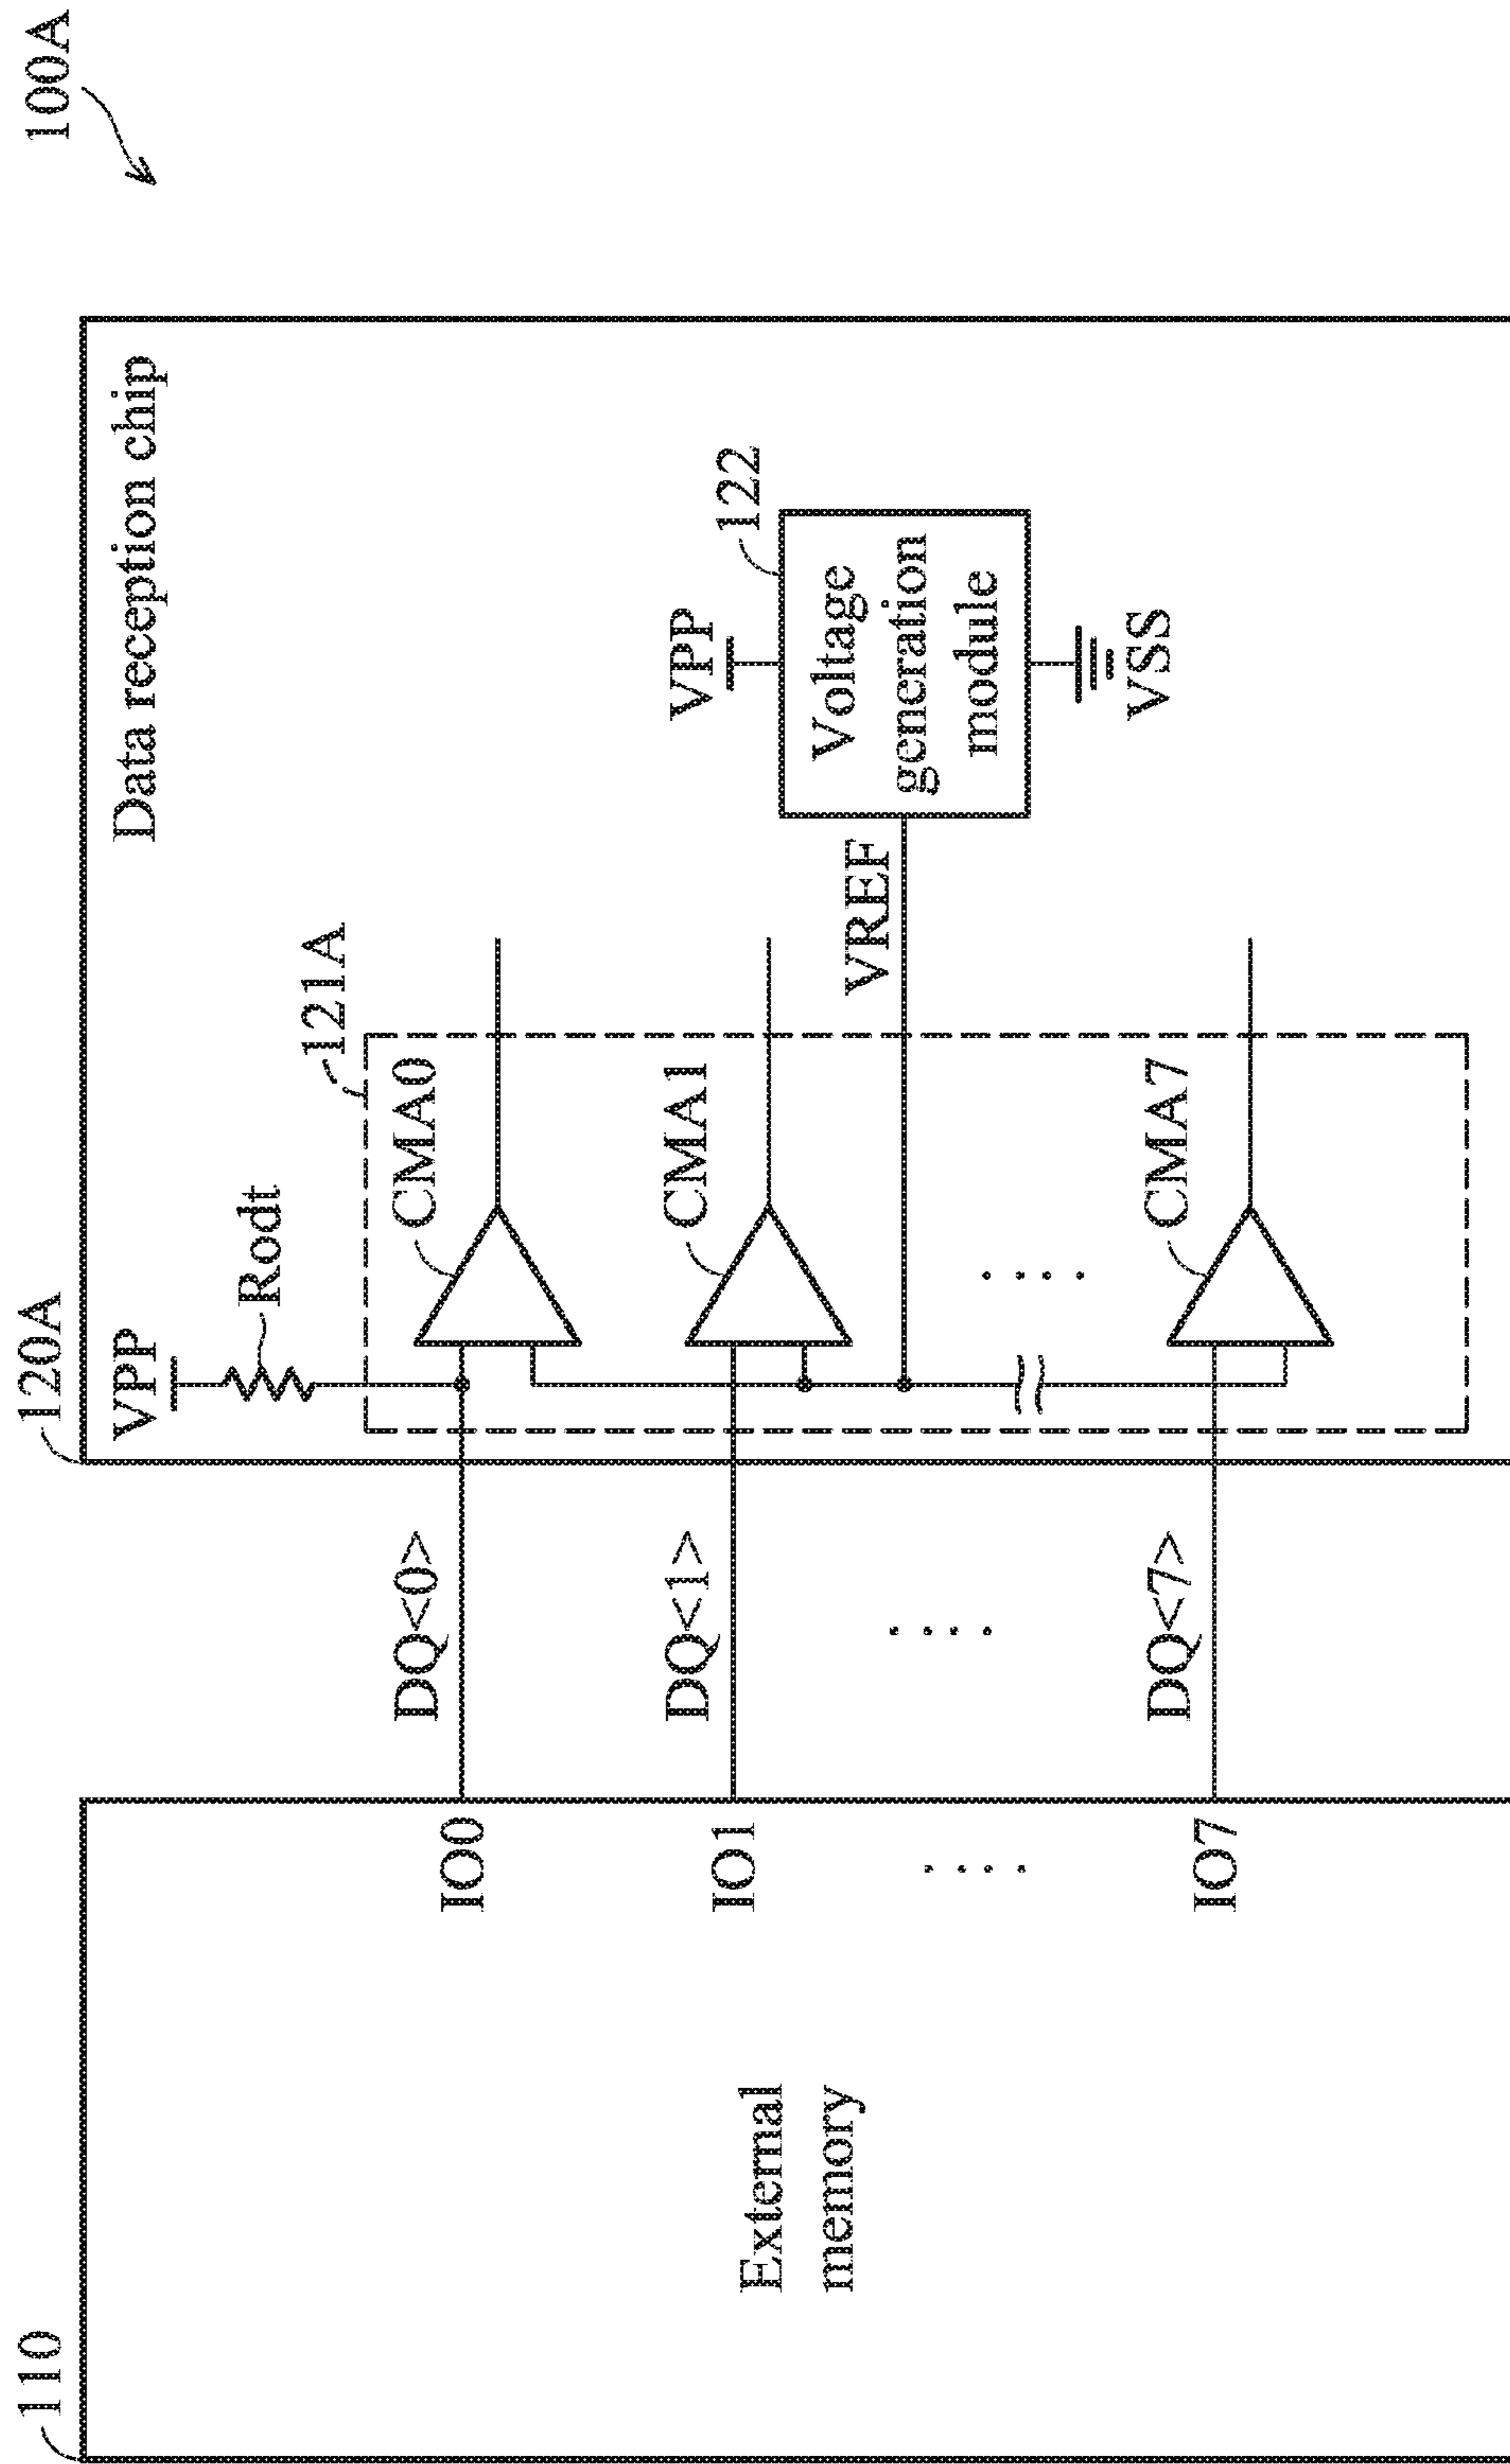 100A
110
120A
Data reception chip
VPP
Rodt
121A
DQ<0>
CMA0
IO0
DQ<1>
CMA1
IO1
VPP
122
External
memory
Voltage
generation
module
VREF
VSS
DQ<7>
CMA7
IO7